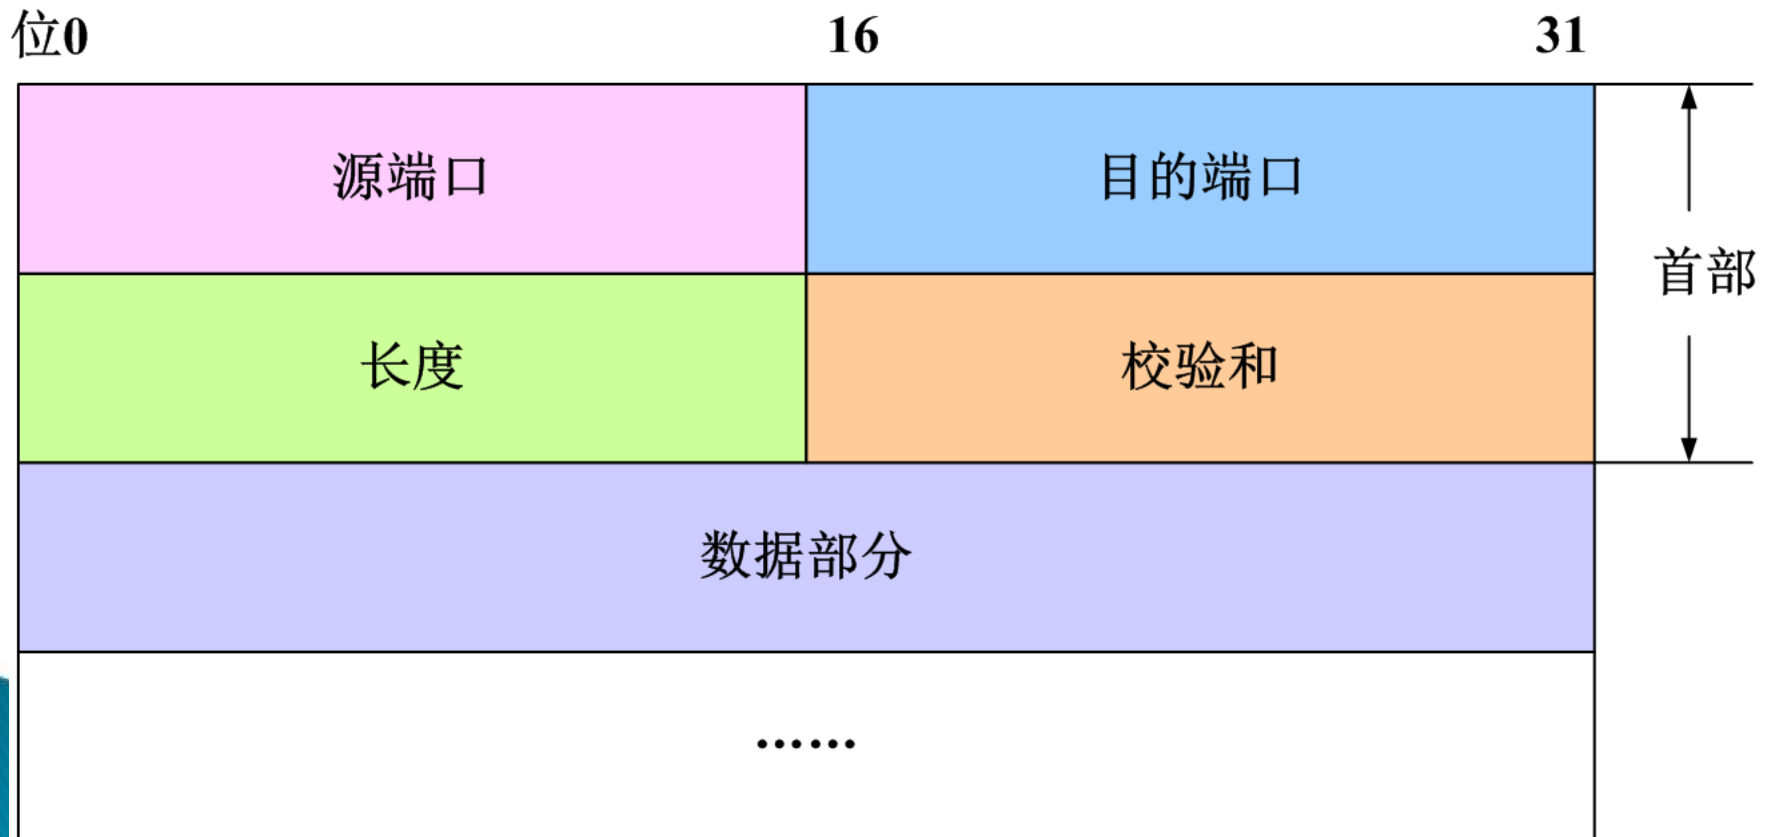 位0 16 31
源端口 目的端口
首部
长度 校验和
数据部分
……